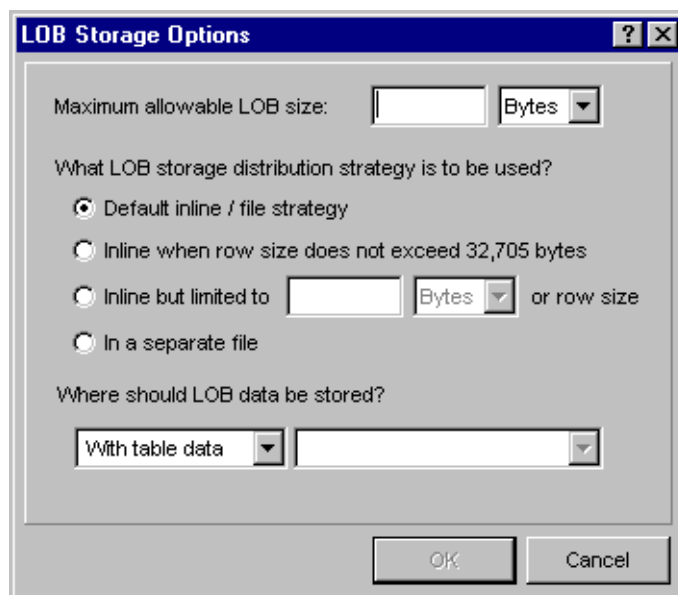 LOB Storage Options
Maximum allowable LOB size: Bytes
What LOB storage distribution strategy is to be used?
Default inline / file strategy
Inline when row size does not exceed 32,705 bytes
Inline but limited to Bytes or row size
In a separate file
Where should LOB data be stored?
With table data
OK Cancel